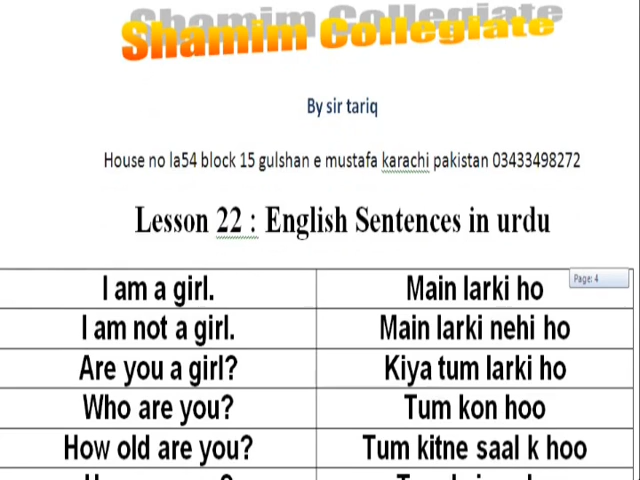 Shamim Collegiate
By sir tariq
House no la54 block 15 gulshan e mustafa karachi pakistan 03433498272
Lesson 22 : English Sentences in urdu
Page: 4
I am a girl. Main larki ho
I am not a girl. Main larki nehi ho
Are you a girl? Kiya tum larki ho
Who are you? Tum kon hoo
How old are you? Tum kitne saal k hoo